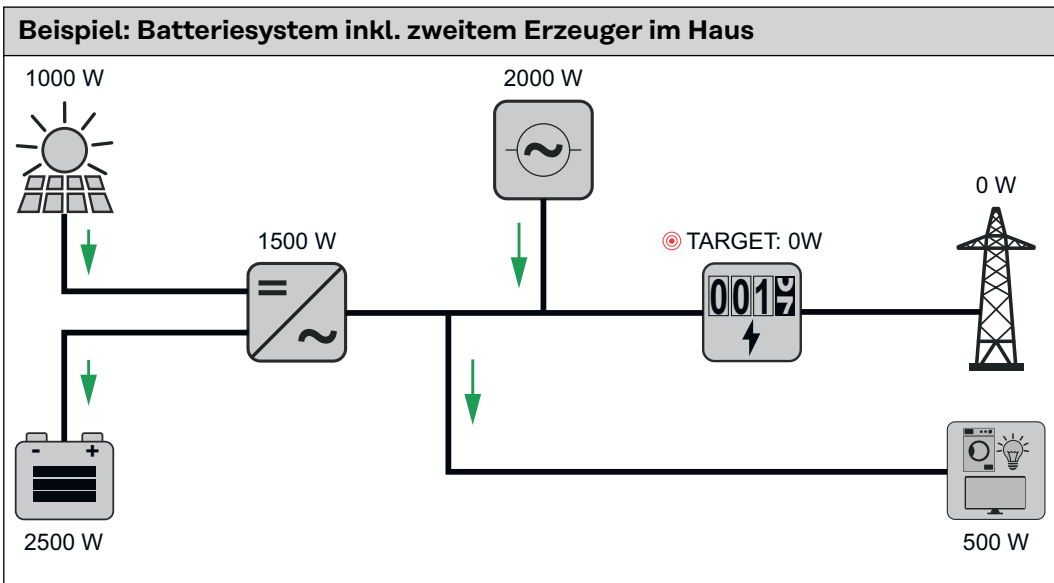 Beispiel: Batteriesystem inkl. zweitem Erzeuger im Haus
1000 W
2000 W
0 W
1500 W
TARGET: 0W
001
- +
2500 W
500 W